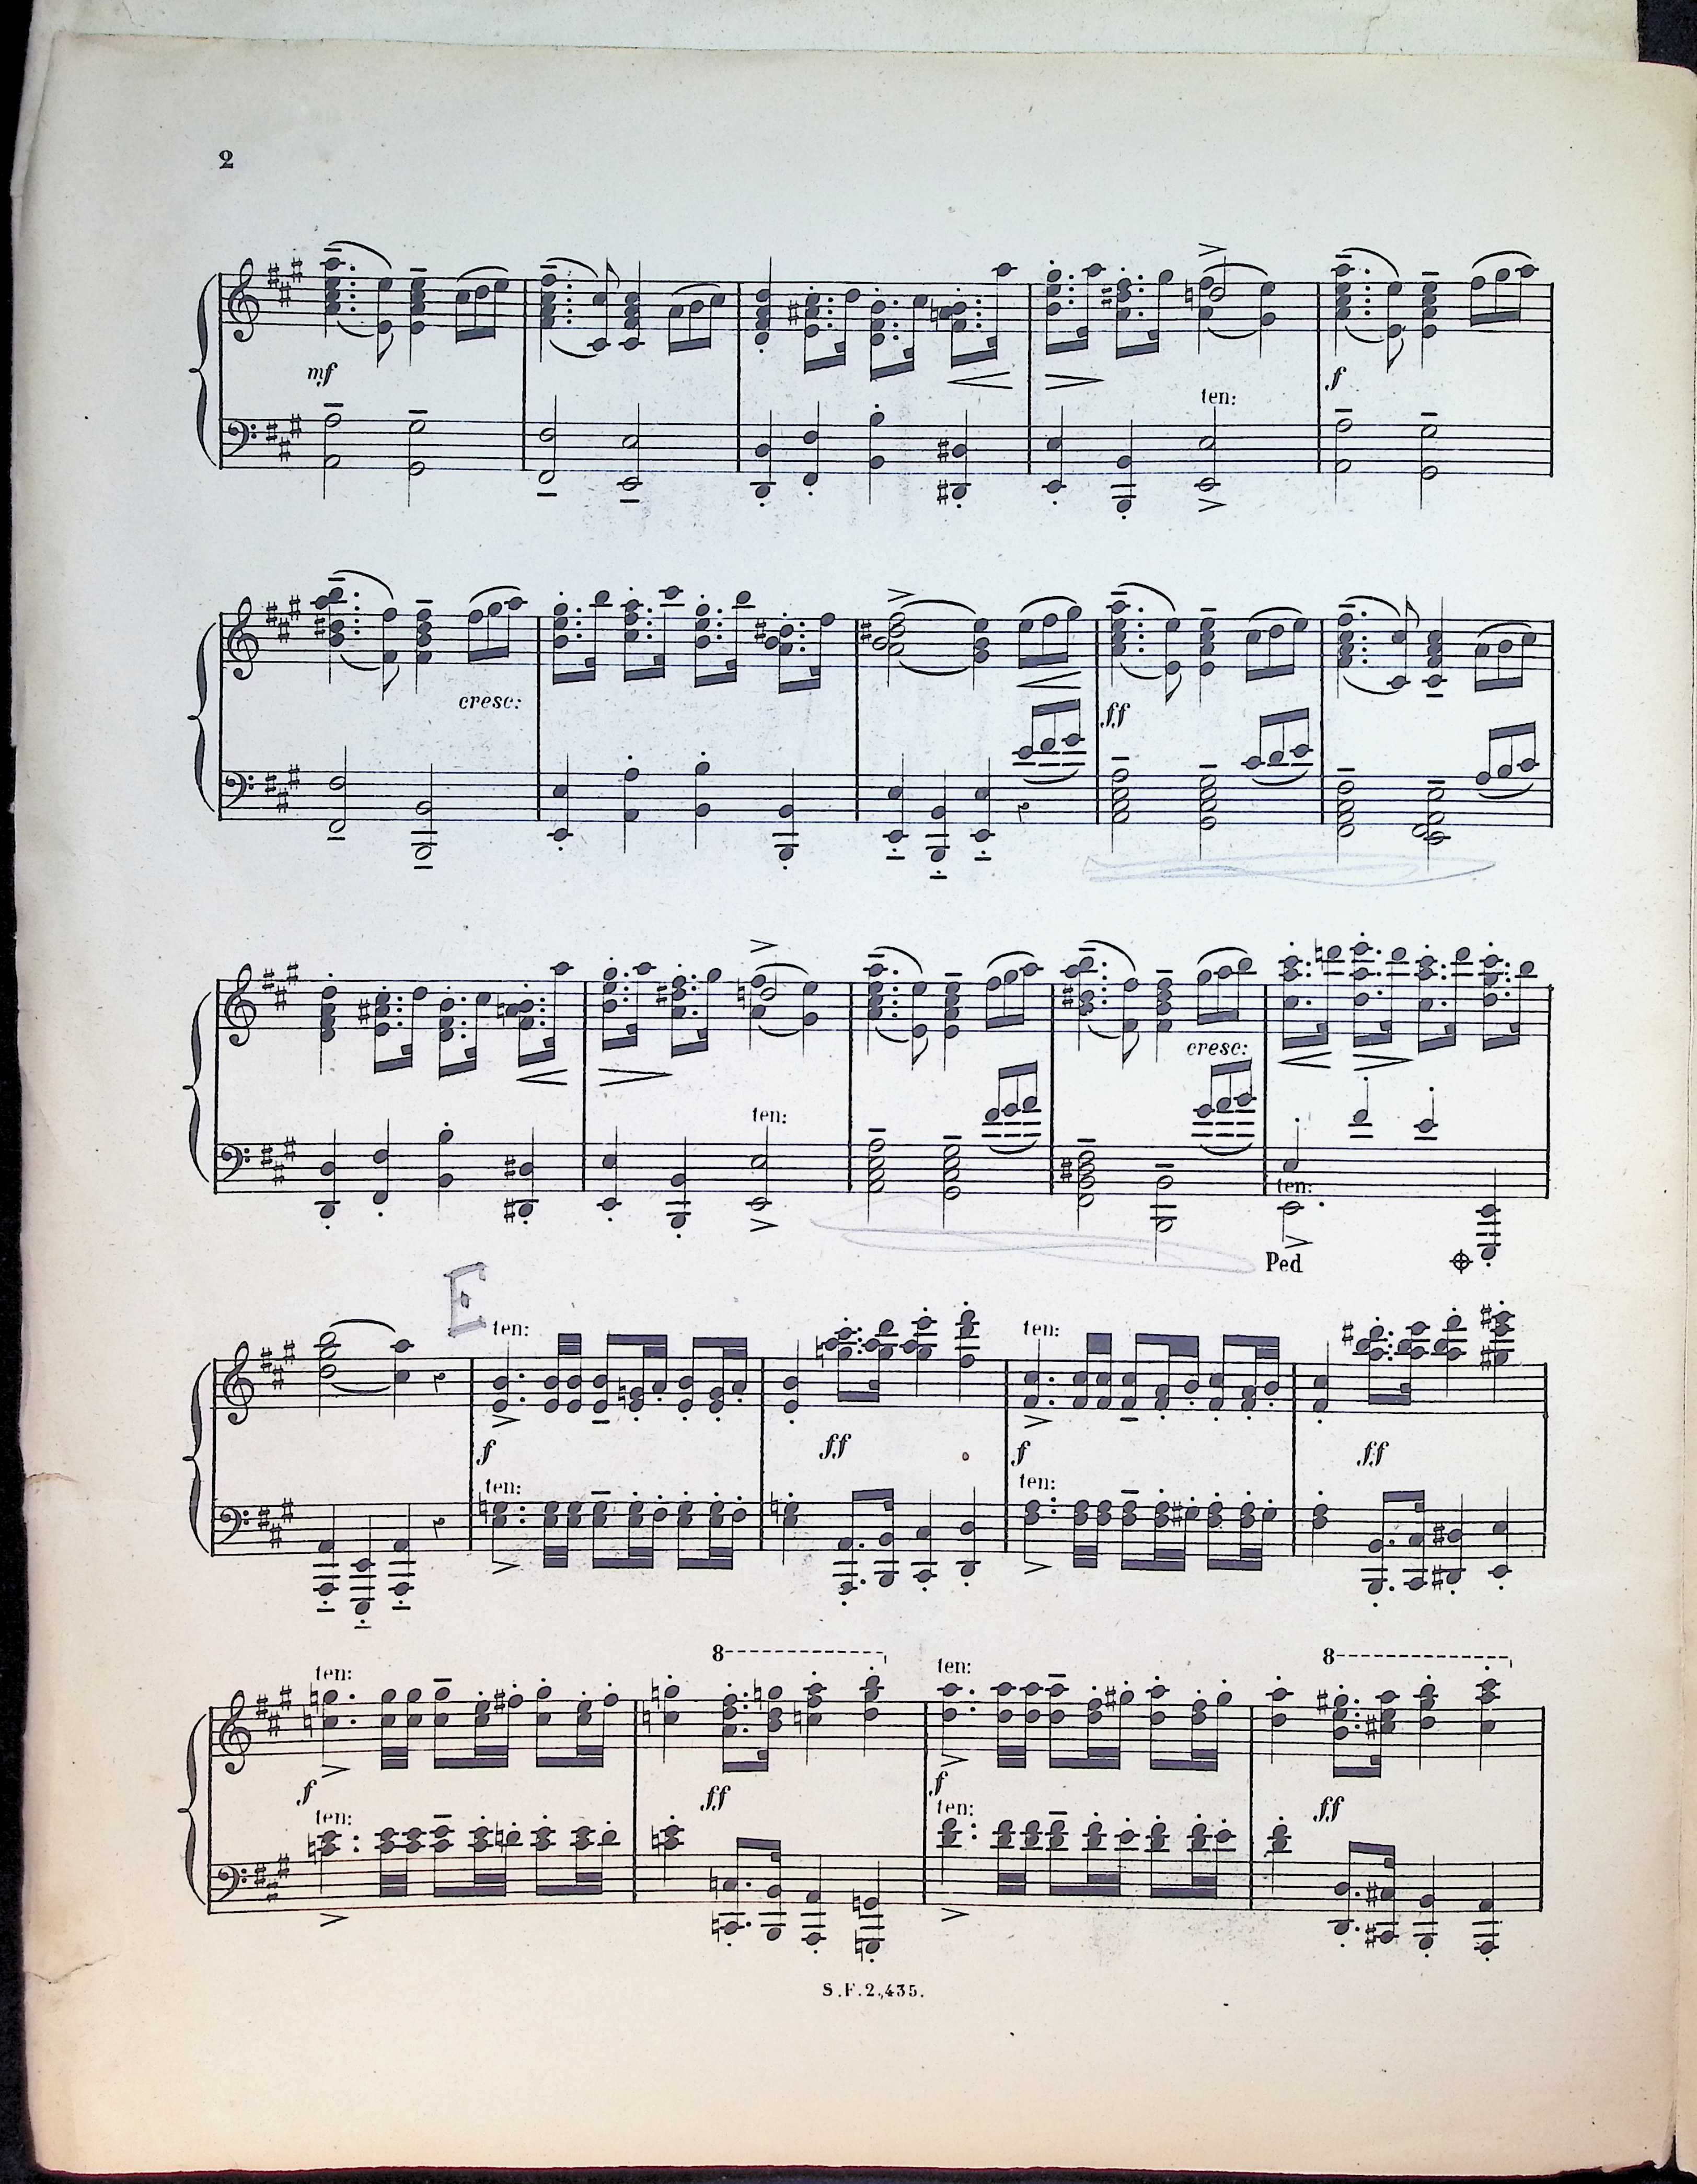 2
mf
ten:
f
cresc:
ff
ten:
cresc:
ten:
Ped
E
ten: ten:
f ff f ff
ten: ten:
8 8
ten: ten:
f ff f ff
ten: ten:
S.F.2,435.